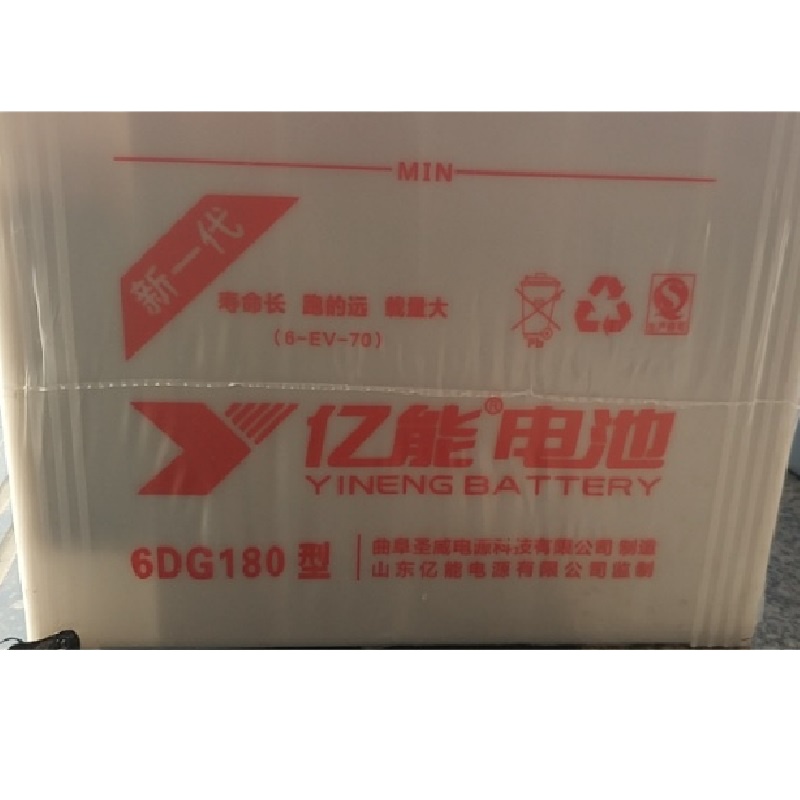 MIN
新一代
寿命长 跑的远 能量大
(6-EV-70)
Pb
亿能®电池
YINENG BATTERY
6DG180型
曲阜圣威电源科技有限公司 制造
山东亿能电源有限公司监制